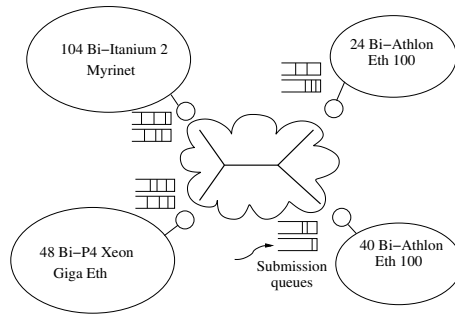 104 Bi−Itanium 2
Myrinet
24 Bi−Athlon
Eth 100
48 Bi−P4 Xeon
Giga Eth
Submission
queues
40 Bi−Athlon
Eth 100